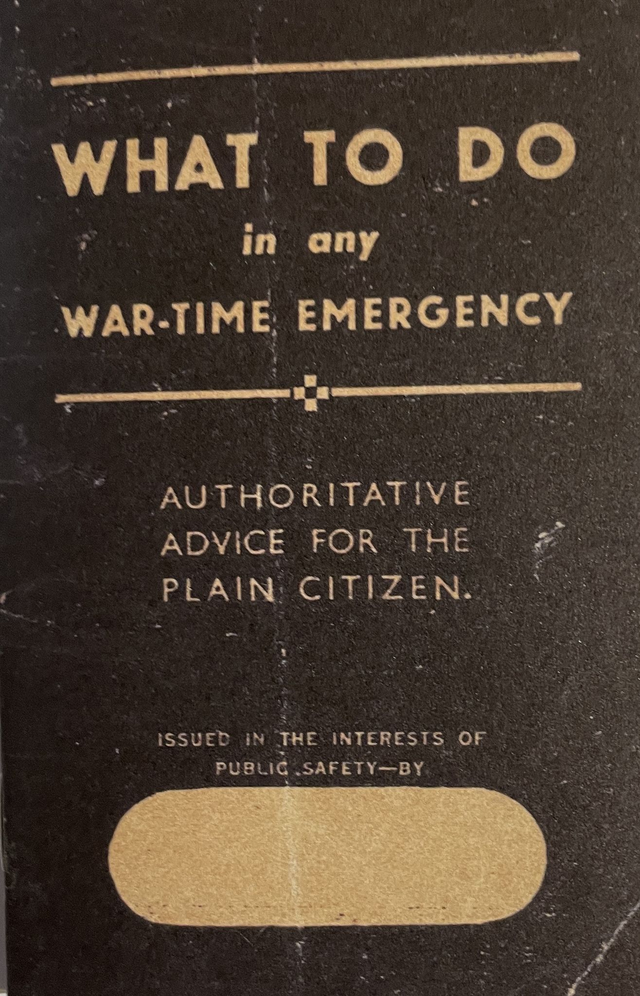 WHAT TO DO
in any
WAR-TIME EMERGENCY
AUTHORITATIVE
ADVICE FOR THE
PLAIN CITIZEN.
ISSUED IN THE INTERESTS OF
PUBLIC SAFETY—BY